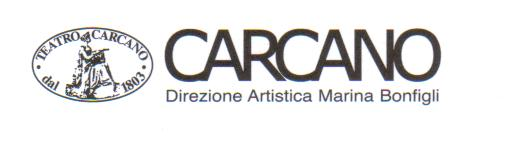 TEATRO CARCANO
dal 1803
CARCANO
Direzione Artistica Marina Bonfigli